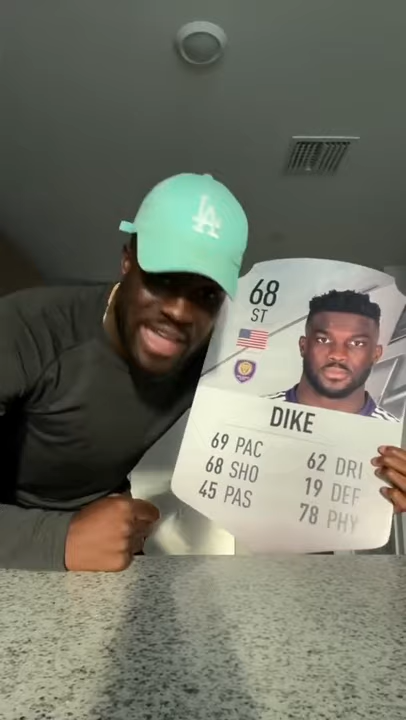 LA
68
ST
DIKE
69 PAC
68 SHO
45 PAS
62 DRI
19 DEF
78 PHY